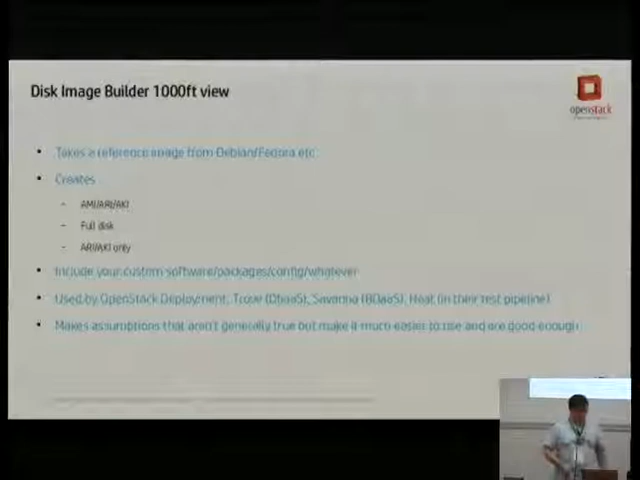 Disk Image Builder 1000ft view
openstack
• Takes a reference image from Debian/Fedora etc
• Creates
- AMI/ARI/AKI
- Full disk
- ARI/AKI only
• Include your custom software/packages/config/whatever
• Used by OpenStack Deployment, Trove (DbaaS), Savanna (BDaaS), Heat (in their test pipeline)
• Makes assumptions that aren't generally true but make it much easier to use and are good enough